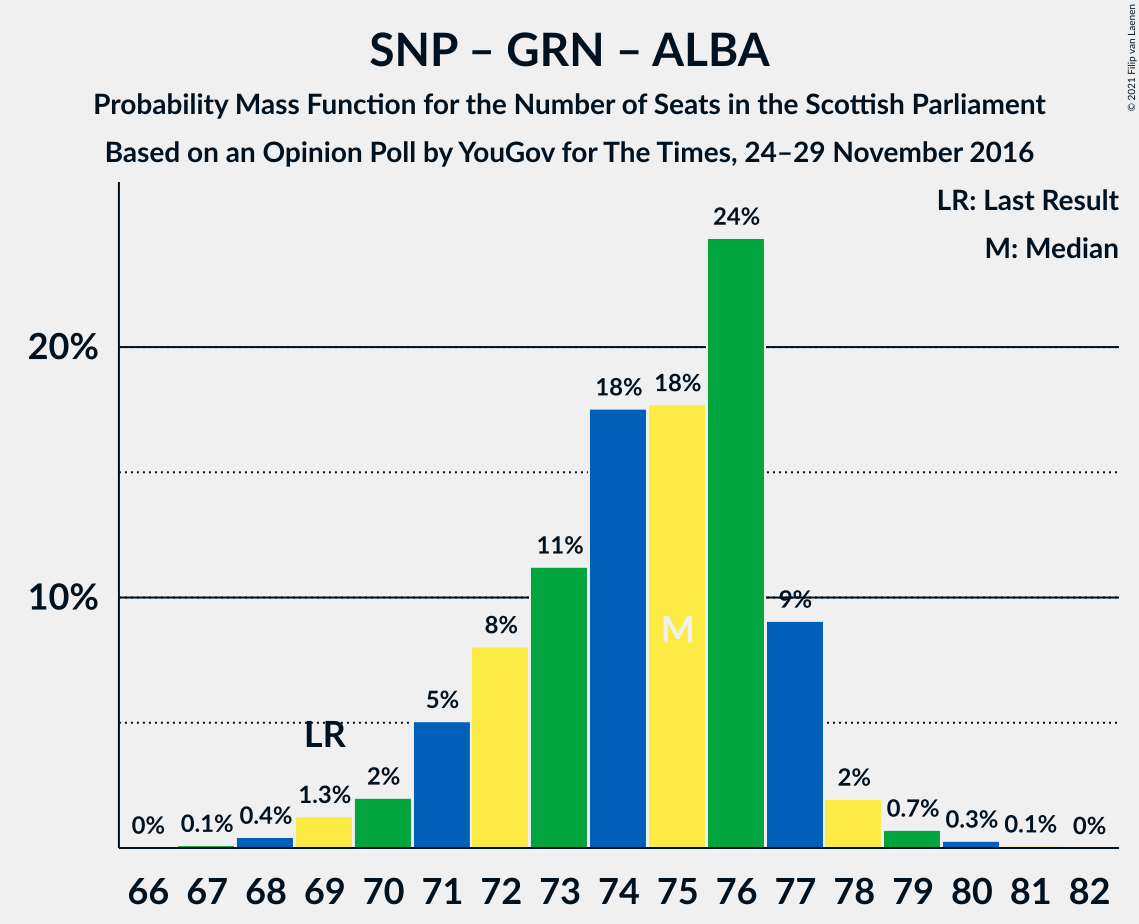 SNP – GRN – ALBA
Probability Mass Function for the Number of Seats in the Scottish Parliament
Based on an Opinion Poll by YouGov for The Times, 24–29 November 2016
© 2021 Filip van Laenen
LR: Last Result
M: Median
20%
10%
0%
0.1%
0.4%
1.3%
2%
5%
8%
11%
18%
18%
24%
9%
2%
0.7%
0.3%
0.1%
0%
LR
M
66 67 68 69 70 71 72 73 74 75 76 77 78 79 80 81 82